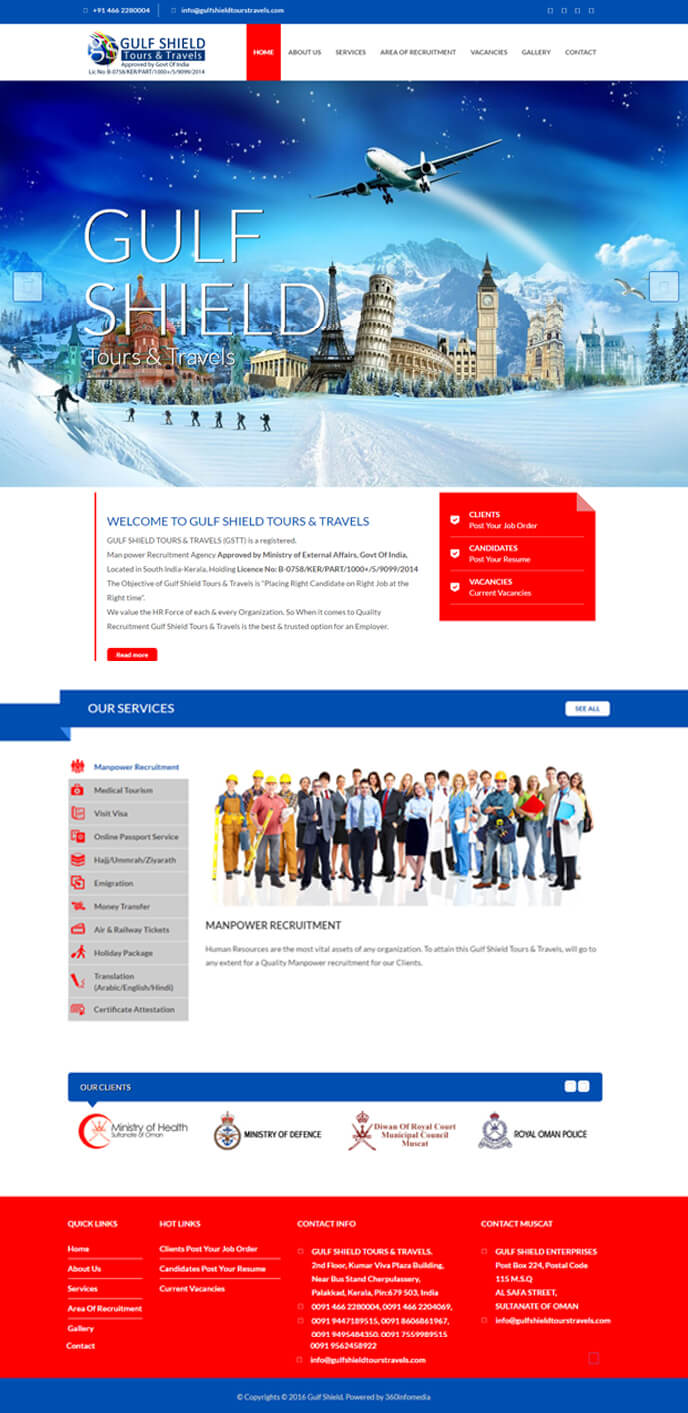 +91 466 2280004
info@gulfshieldtourstravels.com
GULF SHIELD
Tours & Travels
Approved by Govt Of India
Lic No B-0758/KER/PART/1000+/5/9099/2014
HOME
ABOUT US
SERVICES
AREA OF RECRUITMENT
VACANCIES
GALLERY
CONTACT
GULF
SHIELD
Tours & Travels
WELCOME TO GULF SHIELD TOURS & TRAVELS
GULF SHIELD TOURS & TRAVELS (GSTT) is a registered.
Man power Recruitment Agency Approved by Ministry of External Affairs, Govt Of India,
Located in South India-Kerala, Holding Licence No: B-0758/KER/PART/1000+/5/9099/2014
The Objective of Gulf Shield Tours & Travels is "Placing Right Candidate on Right Job at the
Right time".
We value the HR Force of each & every Organization. So When it comes to Quality
Recruitment Gulf Shield Tours & Travels is the best & trusted option for an Employer.
Read more
CLIENTS
Post Your Job Order
CANDIDATES
Post Your Resume
VACANCIES
Current Vacancies
OUR SERVICES
SEE ALL
Manpower Recruitment
Medical Tourism
Visit Visa
Online Passport Service
Hajj/Ummrah/Ziyarath
Emigration
Money Transfer
Air & Railway Tickets
Holiday Package
Translation
(Arabic/English/Hindi)
Certificate Attestation
MANPOWER RECRUITMENT
Human Resources are the most vital assets of any organization. To attain this Gulf Shield Tours & Travels, will go to
any extent for a Quality Manpower recruitment for our Clients.
OUR CLIENTS
Ministry of Health
Sultanate Of Oman
MINISTRY OF DEFENCE
Diwan Of Royal Court
Municipal Council
Muscat
ROYAL OMAN POLICE
QUICK LINKS
Home
About Us
Services
Area Of Recruitment
Gallery
Contact
HOT LINKS
Clients Post Your Job Order
Candidates Post Your Resume
Current Vacancies
CONTACT INFO
GULF SHIELD TOURS & TRAVELS.
2nd Floor, Kumar Viva Plaza Building,
Near Bus Stand Cherpulassery,
Palakkad, Kerala, Pin:679 503, India
0091 466 2280004, 0091 466 2204069,
0091 9447189515, 0091 8606861967,
0091 9495484350, 0091 7559989515
0091 9562458922
info@gulfshieldtourstravels.com
CONTACT MUSCAT
GULF SHIELD ENTERPRISES
Post Box 224, Postal Code
115 M.S.Q
AL SAFA STREET,
SULTANATE OF OMAN
info@gulfshieldtourstravels.com
© Copyrights © 2016 Gulf Shield. Powered by 360infomedia